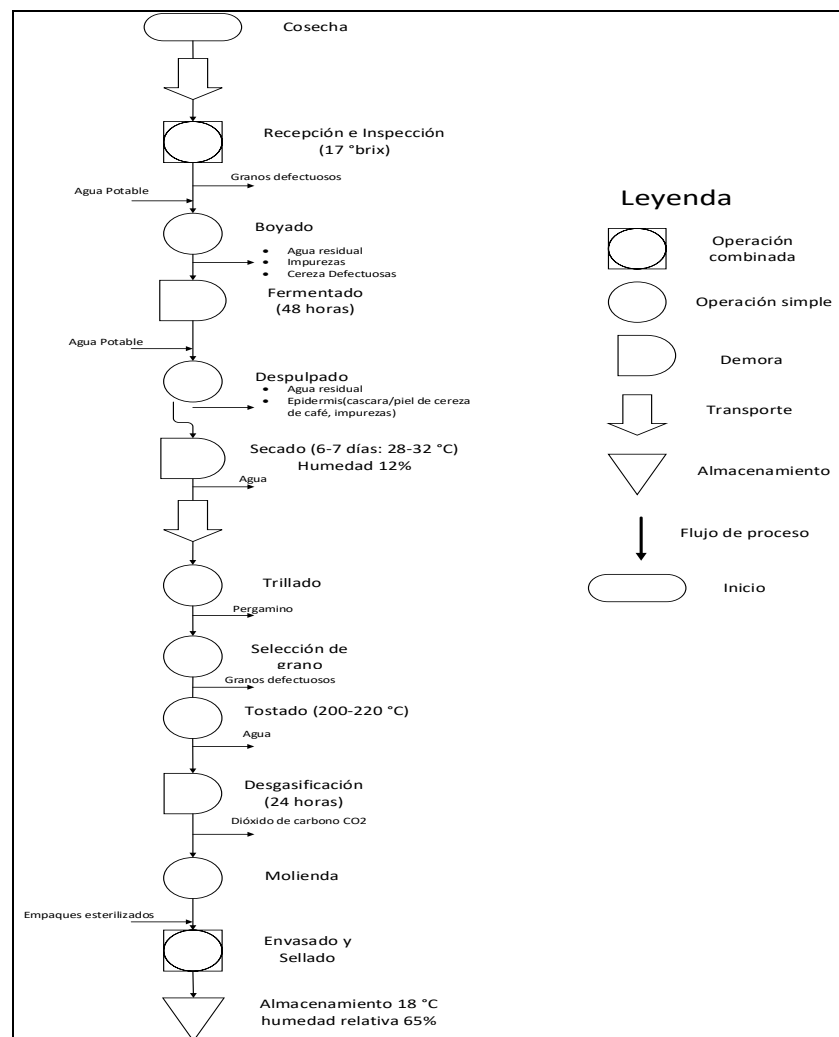 Cosecha
Recepción e Inspección
(17 °brix)
Granos defectuosos
Agua Potable
Boyado
• Agua residual
• Impurezas
• Cereza Defectuosas
Fermentado
(48 horas)
Agua Potable
Despulpado
• Agua residual
• Epidermis(cascara/piel de cereza
de café, impurezas)
Secado (6-7 días: 28-32 °C)
Humedad 12%
Agua
Trillado
Pergamino
Selección de
grano
Granos defectuosos
Tostado (200-220 °C)
Agua
Desgasificación
(24 horas)
Dióxido de carbono CO2
Molienda
Empaques esterilizados
Envasado y
Sellado
Almacenamiento 18 °C
humedad relativa 65%
Leyenda
Operación
combinada
Operación simple
Demora
Transporte
Almacenamiento
Flujo de proceso
Inicio